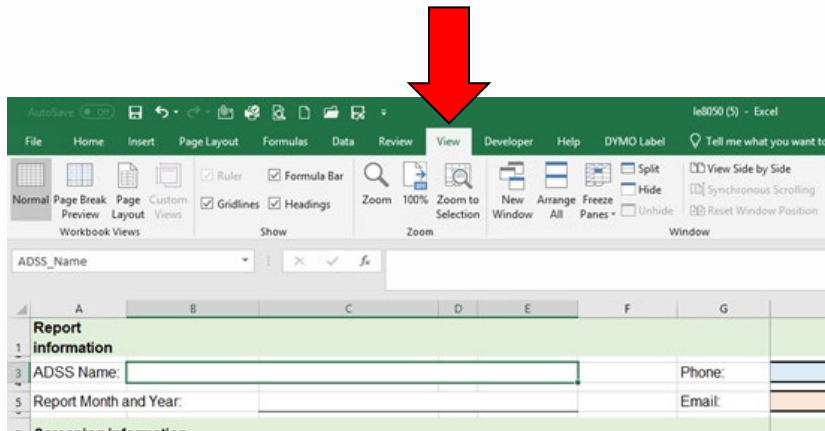 AutoSave Off
le8050 (5) - Excel
File Home Insert Page Layout Formulas Data Review View Developer Help DYMO Label Tell me what you want to
Ruler Formula Bar Split View Side by Side
Hide Synchronous Scrolling
Normal Page Break Page Custom Gridlines Headings Zoom 100% Zoom to New Arrange Freeze Unhide Reset Window Position
Preview Layout Views Selection Window All Panes
Workbook Views Show Zoom Window
ADSS_Name fx
A B C D E F G
Report
1 information
3 ADSS Name: Phone:
5 Report Month and Year: Email:
Screening information